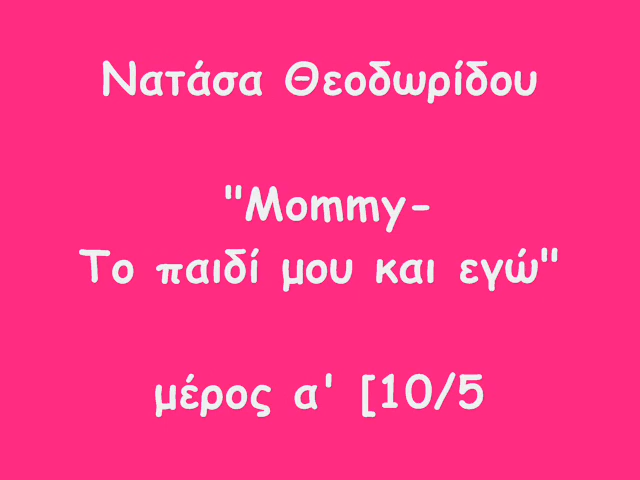 Νατάσα Θεοδωρίδου
"Mommy-
Το παιδί μου και εγώ"
μέρος α' [10/5